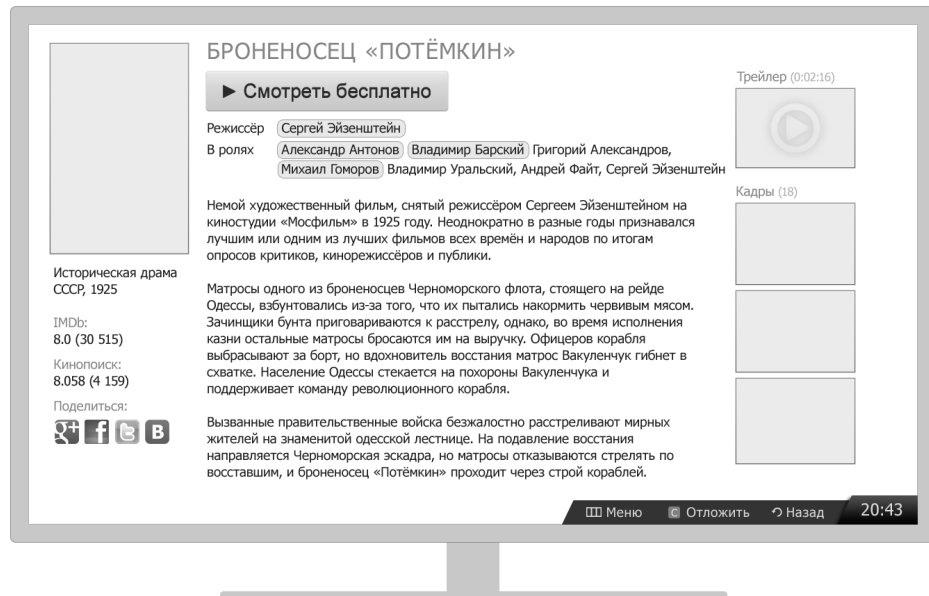 БРОНЕНОСЕЦ «ПОТЁМКИН»
► Смотреть бесплатно
Режиссёр Сергей Эйзенштейн
В ролях Александр Антонов Владимир Барский Григорий Александров,
Михаил Гоморов Владимир Уральский, Андрей Файт, Сергей Эйзенштейн
Немой художественный фильм, снятый режиссёром Сергеем Эйзенштейном на
киностудии «Мосфильм» в 1925 году. Неоднократно в разные годы признавался
лучшим или одним из лучших фильмов всех времён и народов по итогам
опросов критиков, кинорежиссёров и публики.
Матросы одного из броненосцев Черноморского флота, стоящего на рейде
Одессы, взбунтовались из-за того, что их пытались накормить червивым мясом.
Зачинщики бунта приговариваются к расстрелу, однако, во время исполнения
казни остальные матросы бросаются им на выручку. Офицеров корабля
выбрасывают за борт, но вдохновитель восстания матрос Вакуленчук гибнет в
схватке. Население Одессы стекается на похороны Вакуленчука и
поддерживает команду революционного корабля.
Вызванные правительственные войска безжалостно расстреливают мирных
жителей на знаменитой одесской лестнице. На подавление восстания
направляется Черноморская эскадра, но матросы отказываются стрелять по
восставшим, и броненосец «Потёмкин» проходит через строй кораблей.
Историческая драма
СССР, 1925
IMDb:
8.0 (30 515)
Кинопоиск:
8.058 (4 159)
Поделиться:
g+ f t B
Трейлер (0:02:16)
Кадры (18)
Меню C Отложить Назад 20:43